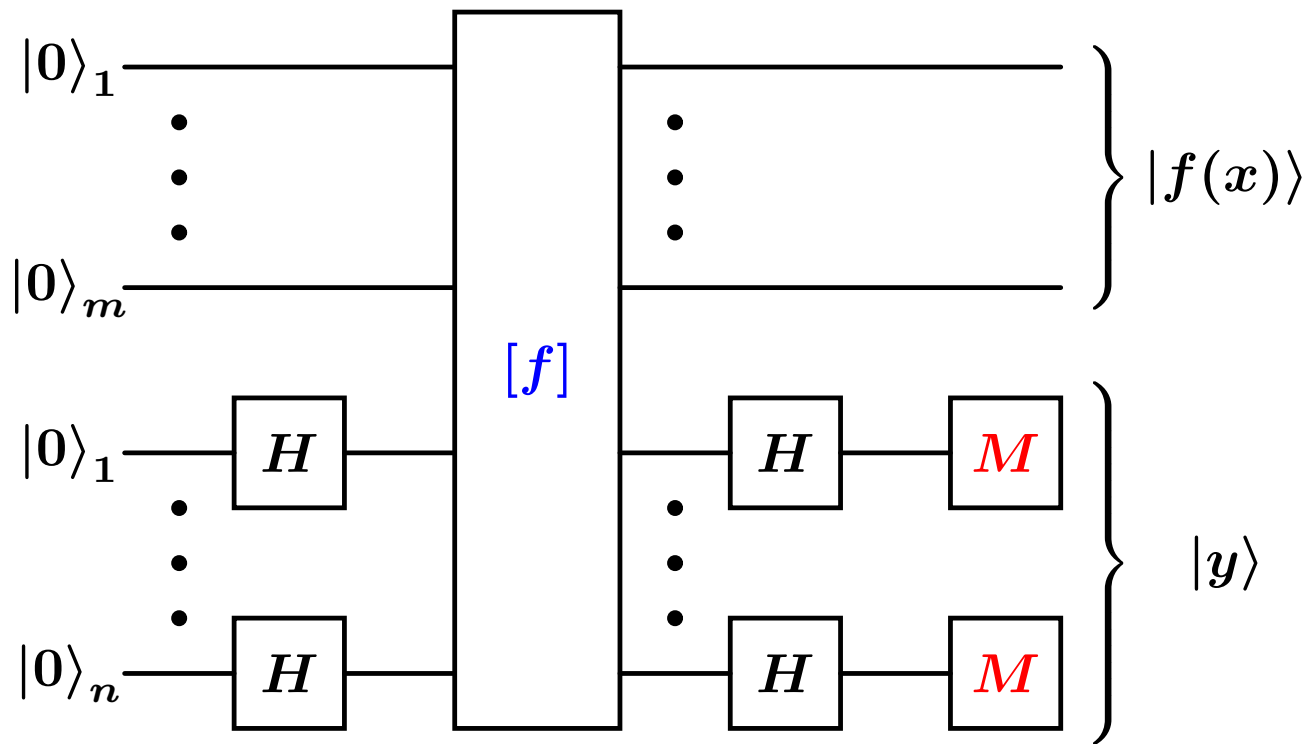 |0⟩₁
|f(x)⟩
|0⟩ₘ
[f]
|0⟩₁ H H M
|y⟩
|0⟩ₙ H H M